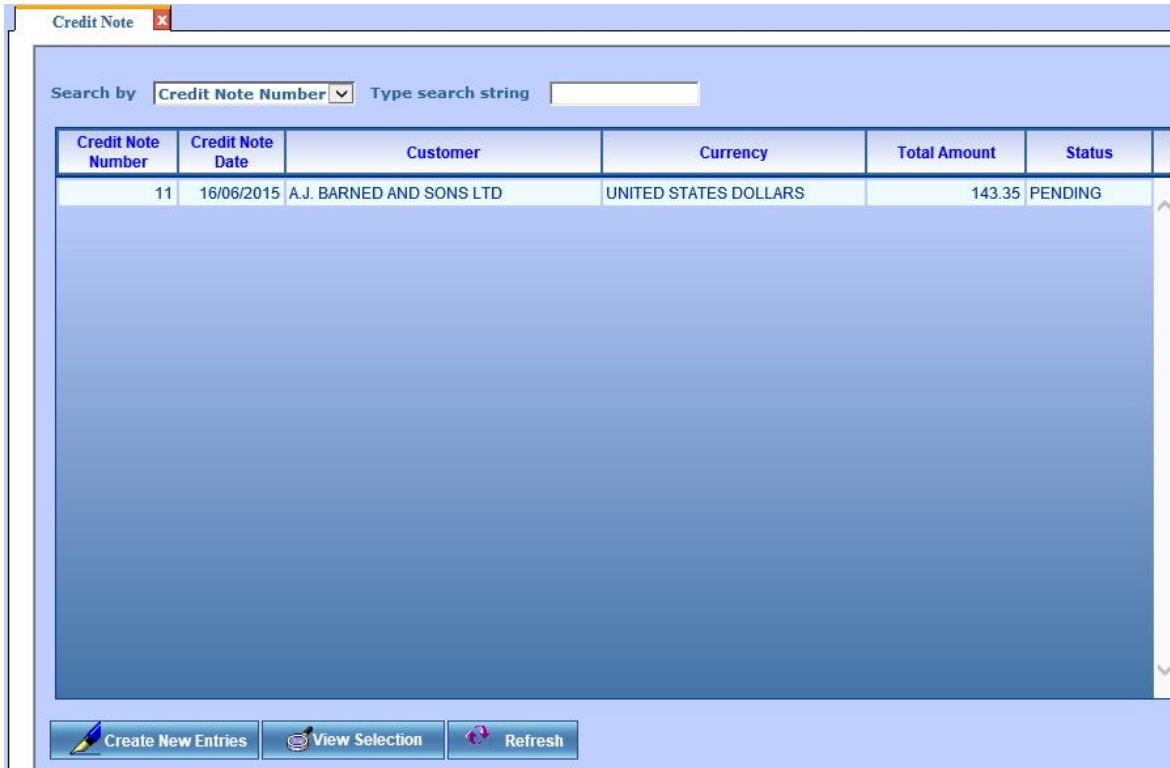 Credit Note X
Search by Credit Note Number Type search string
Credit Note Number Credit Note Date Customer Currency Total Amount Status
11 16/06/2015 A.J. BARNED AND SONS LTD UNITED STATES DOLLARS 143.35 PENDING
Create New Entries View Selection Refresh